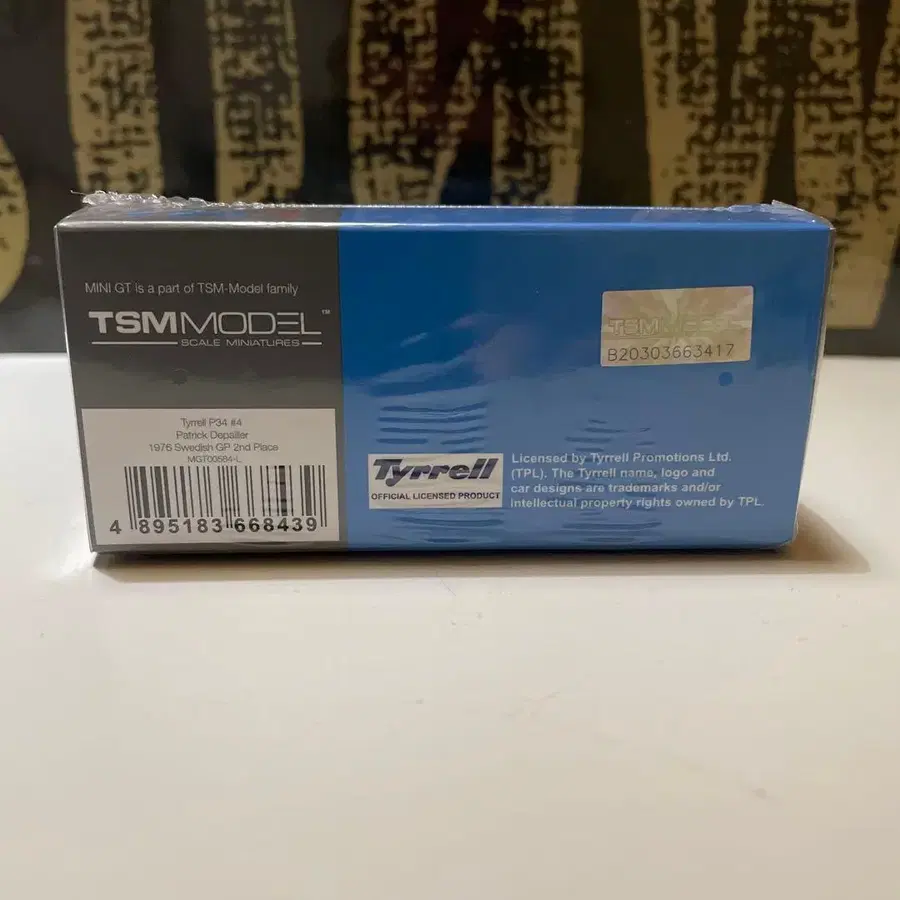 MINI GT is a part of TSM-Model family
TSMMODEL™
SCALE MINIATURES
Tyrrell P34 #4
Patrick Depailler
1976 Swedish GP 2nd Place
MGT00584-L
4 895183 668439
TSMMODEL
B20303663417
Tyrrell
OFFICIAL LICENSED PRODUCT
Licensed by Tyrrell Promotions Ltd.
(TPL). The Tyrrell name, logo and
car designs are trademarks and/or
intellectual property rights owned by TPL.